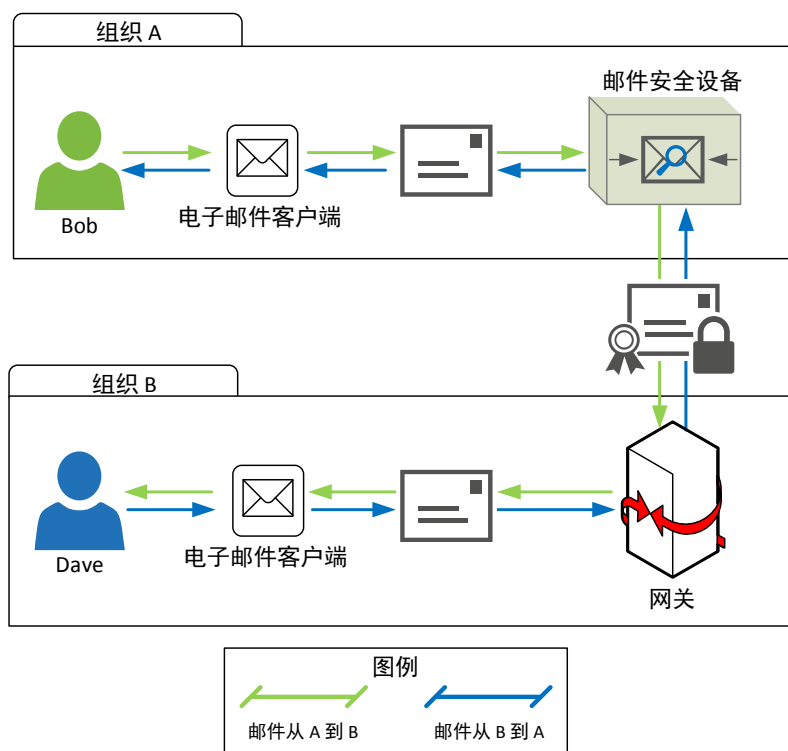 组织 A
邮件安全设备
电子邮件客户端
Bob
组织 B
电子邮件客户端
Dave
网关
图例
邮件从 A 到 B
邮件从 B 到 A